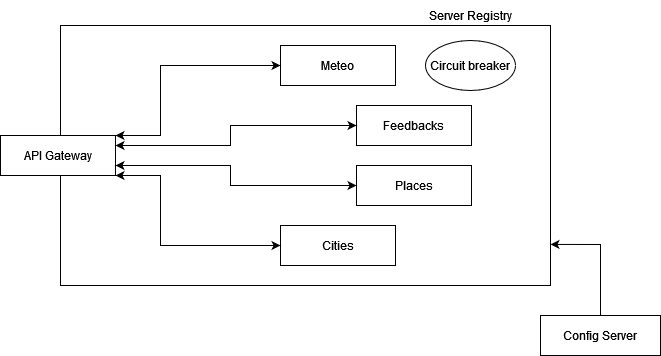 Server Registry
Meteo
Circuit breaker
Feedbacks
API Gateway
Places
Cities
Config Server